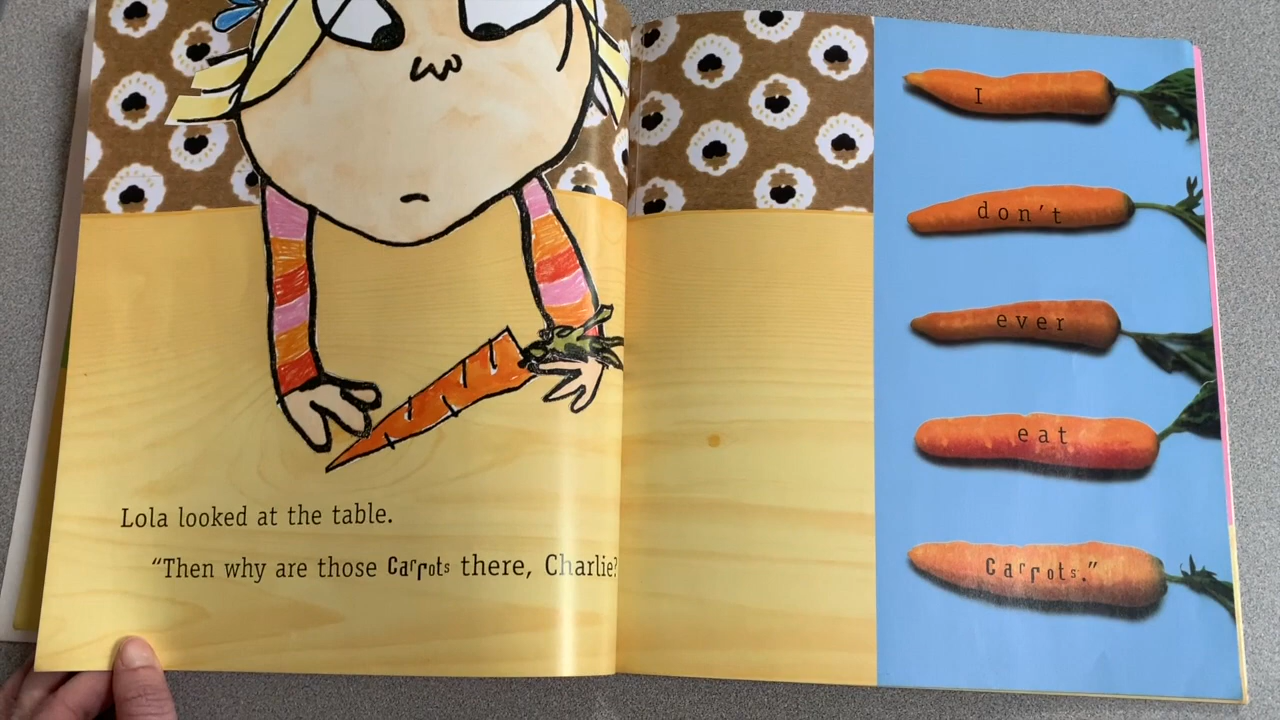 Lola looked at the table.
“Then why are those Carrots there, Charlie?
I
don't
ever
eat
Carrots.”